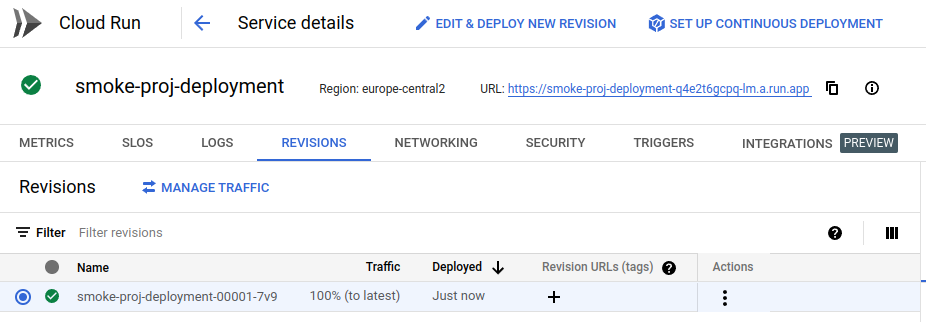 Cloud Run Service details EDIT & DEPLOY NEW REVISION SET UP CONTINUOUS DEPLOYMENT
smoke-proj-deployment Region: europe-central2 URL: https://smoke-proj-deployment-q4e2t6gcpq-lm.a.run.app
METRICS SLOS LOGS REVISIONS NETWORKING SECURITY TRIGGERS INTEGRATIONS PREVIEW
Revisions MANAGE TRAFFIC
Filter Filter revisions
Name Traffic Deployed Revision URLs (tags) Actions
smoke-proj-deployment-00001-7v9 100% (to latest) Just now